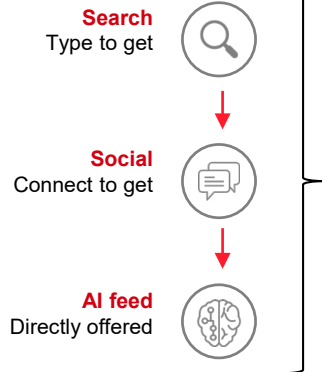 Search
Type to get
Social
Connect to get
AI feed
Directly offered